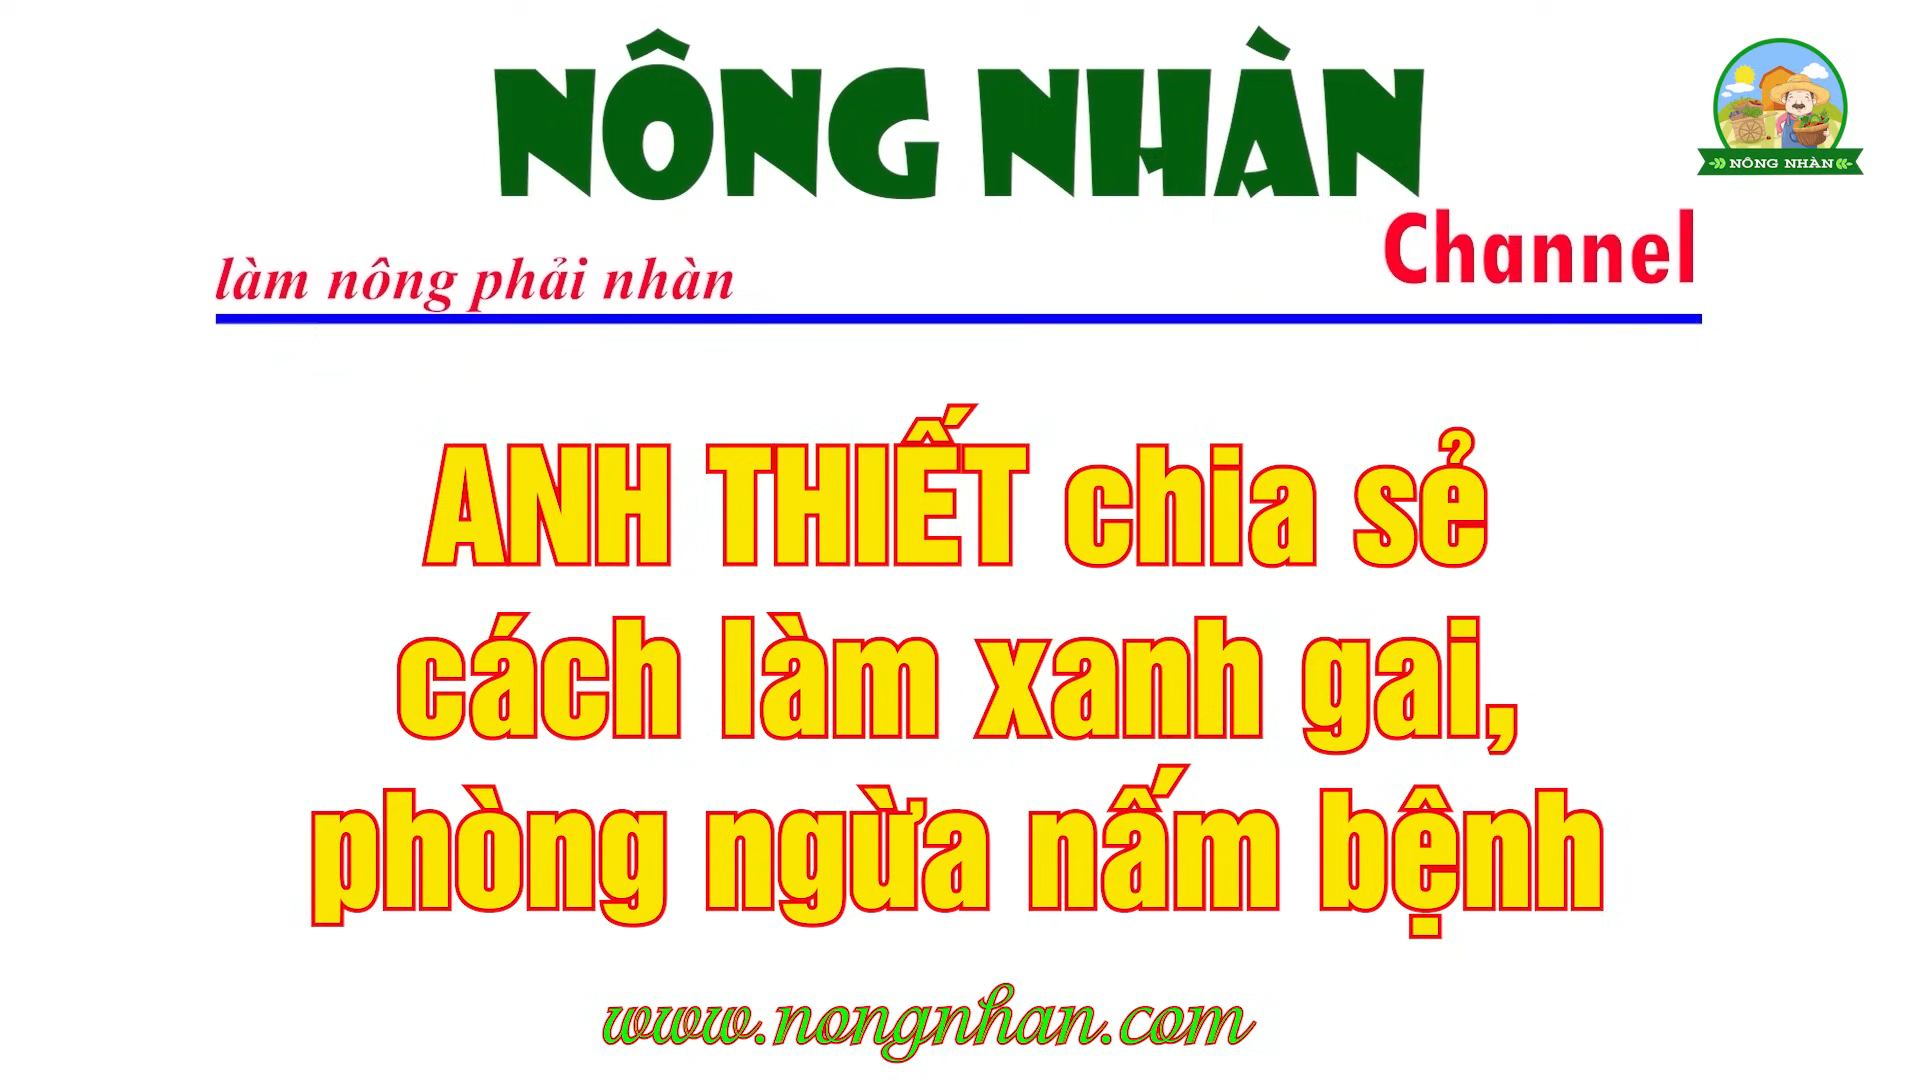 NÔNG NHÀN
NÔNG NHÀN
Channel
làm nông phải nhàn
ANH THIẾT chia sẻ
cách làm xanh gai,
phòng ngừa nấm bệnh
www.nongnhan.com